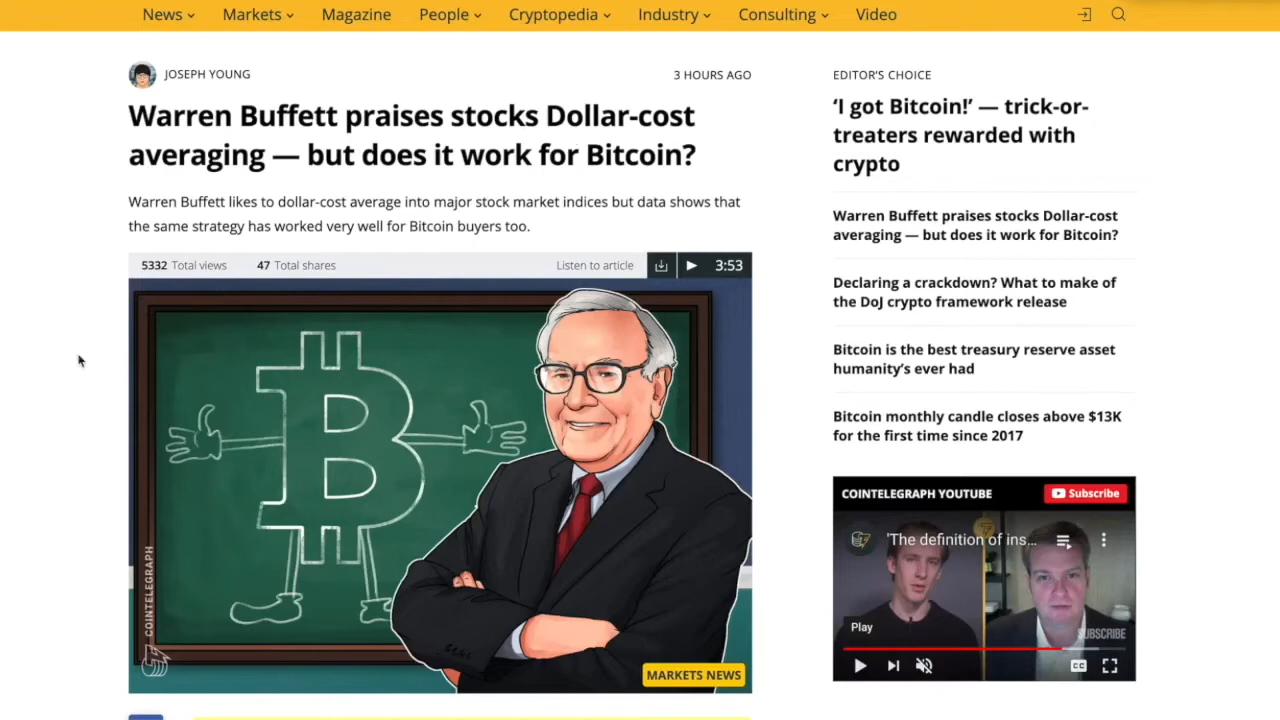 News Markets Magazine People Cryptopedia Industry Consulting Video
JOSEPH YOUNG
3 HOURS AGO
Warren Buffett praises stocks Dollar-cost
averaging — but does it work for Bitcoin?
Warren Buffett likes to dollar-cost average into major stock market indices but data shows that
the same strategy has worked very well for Bitcoin buyers too.
5332 Total views 47 Total shares Listen to article 3:53
B
COINTELEGRAPH
MARKETS NEWS
EDITOR'S CHOICE
‘I got Bitcoin!’ — trick-or-
treaters rewarded with
crypto
Warren Buffett praises stocks Dollar-cost
averaging — but does it work for Bitcoin?
Declaring a crackdown? What to make of
the DoJ crypto framework release
Bitcoin is the best treasury reserve asset
humanity’s ever had
Bitcoin monthly candle closes above $13K
for the first time since 2017
COINTELEGRAPH YOUTUBE Subscribe
'The definition of ins...
Play
SUBSCRIBE
CC